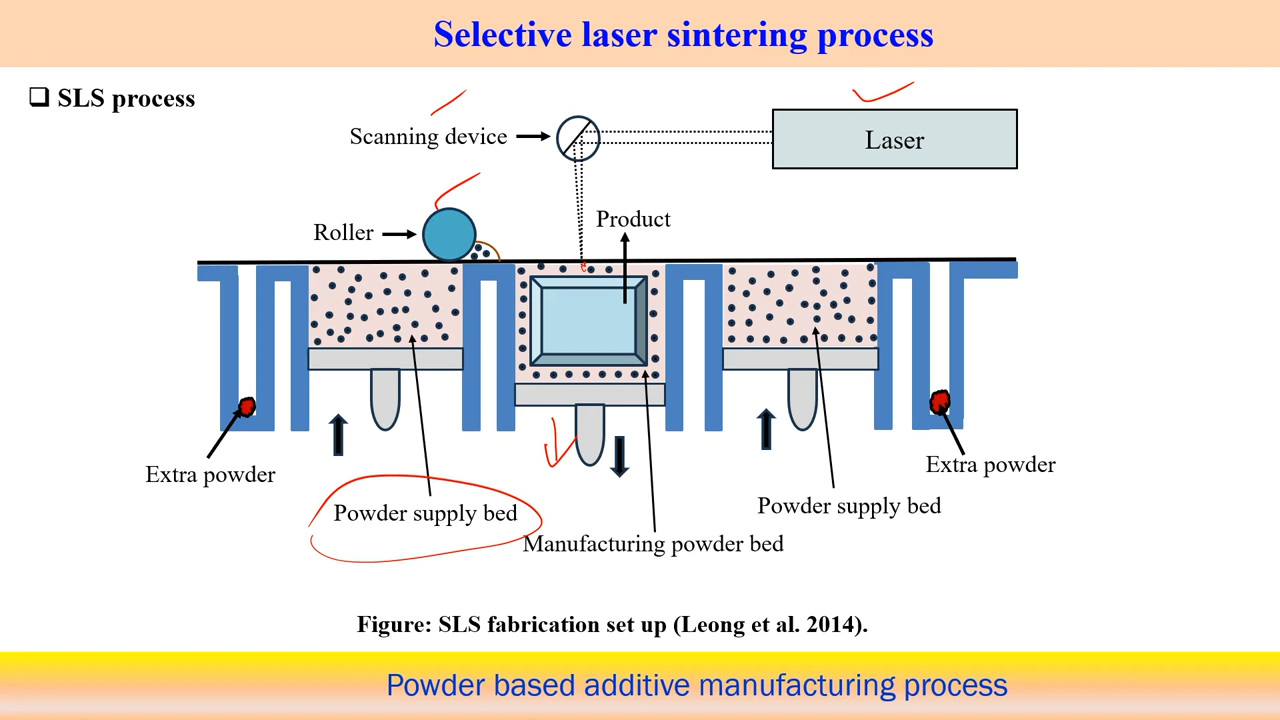 Selective laser sintering process
❑ SLS process
Scanning device
Laser
Roller
Product
Extra powder
Extra powder
Powder supply bed
Powder supply bed
Manufacturing powder bed
Figure: SLS fabrication set up (Leong et al. 2014).
Powder based additive manufacturing process